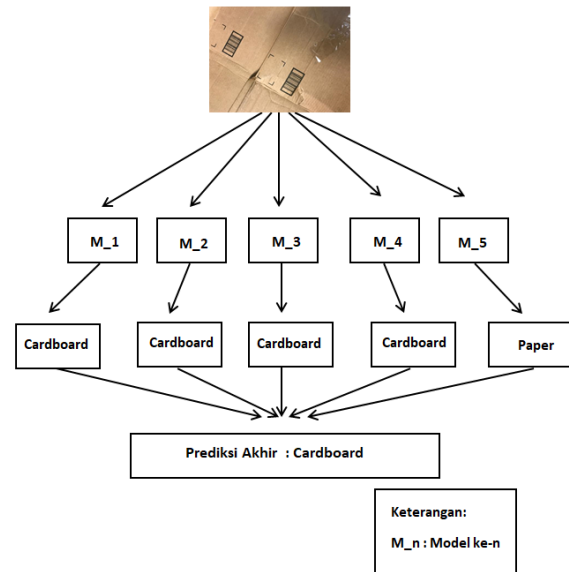 M_1
M_2
M_3
M_4
M_5
Cardboard
Cardboard
Cardboard
Cardboard
Paper
Prediksi Akhir : Cardboard
Keterangan:
M_n : Model ke-n